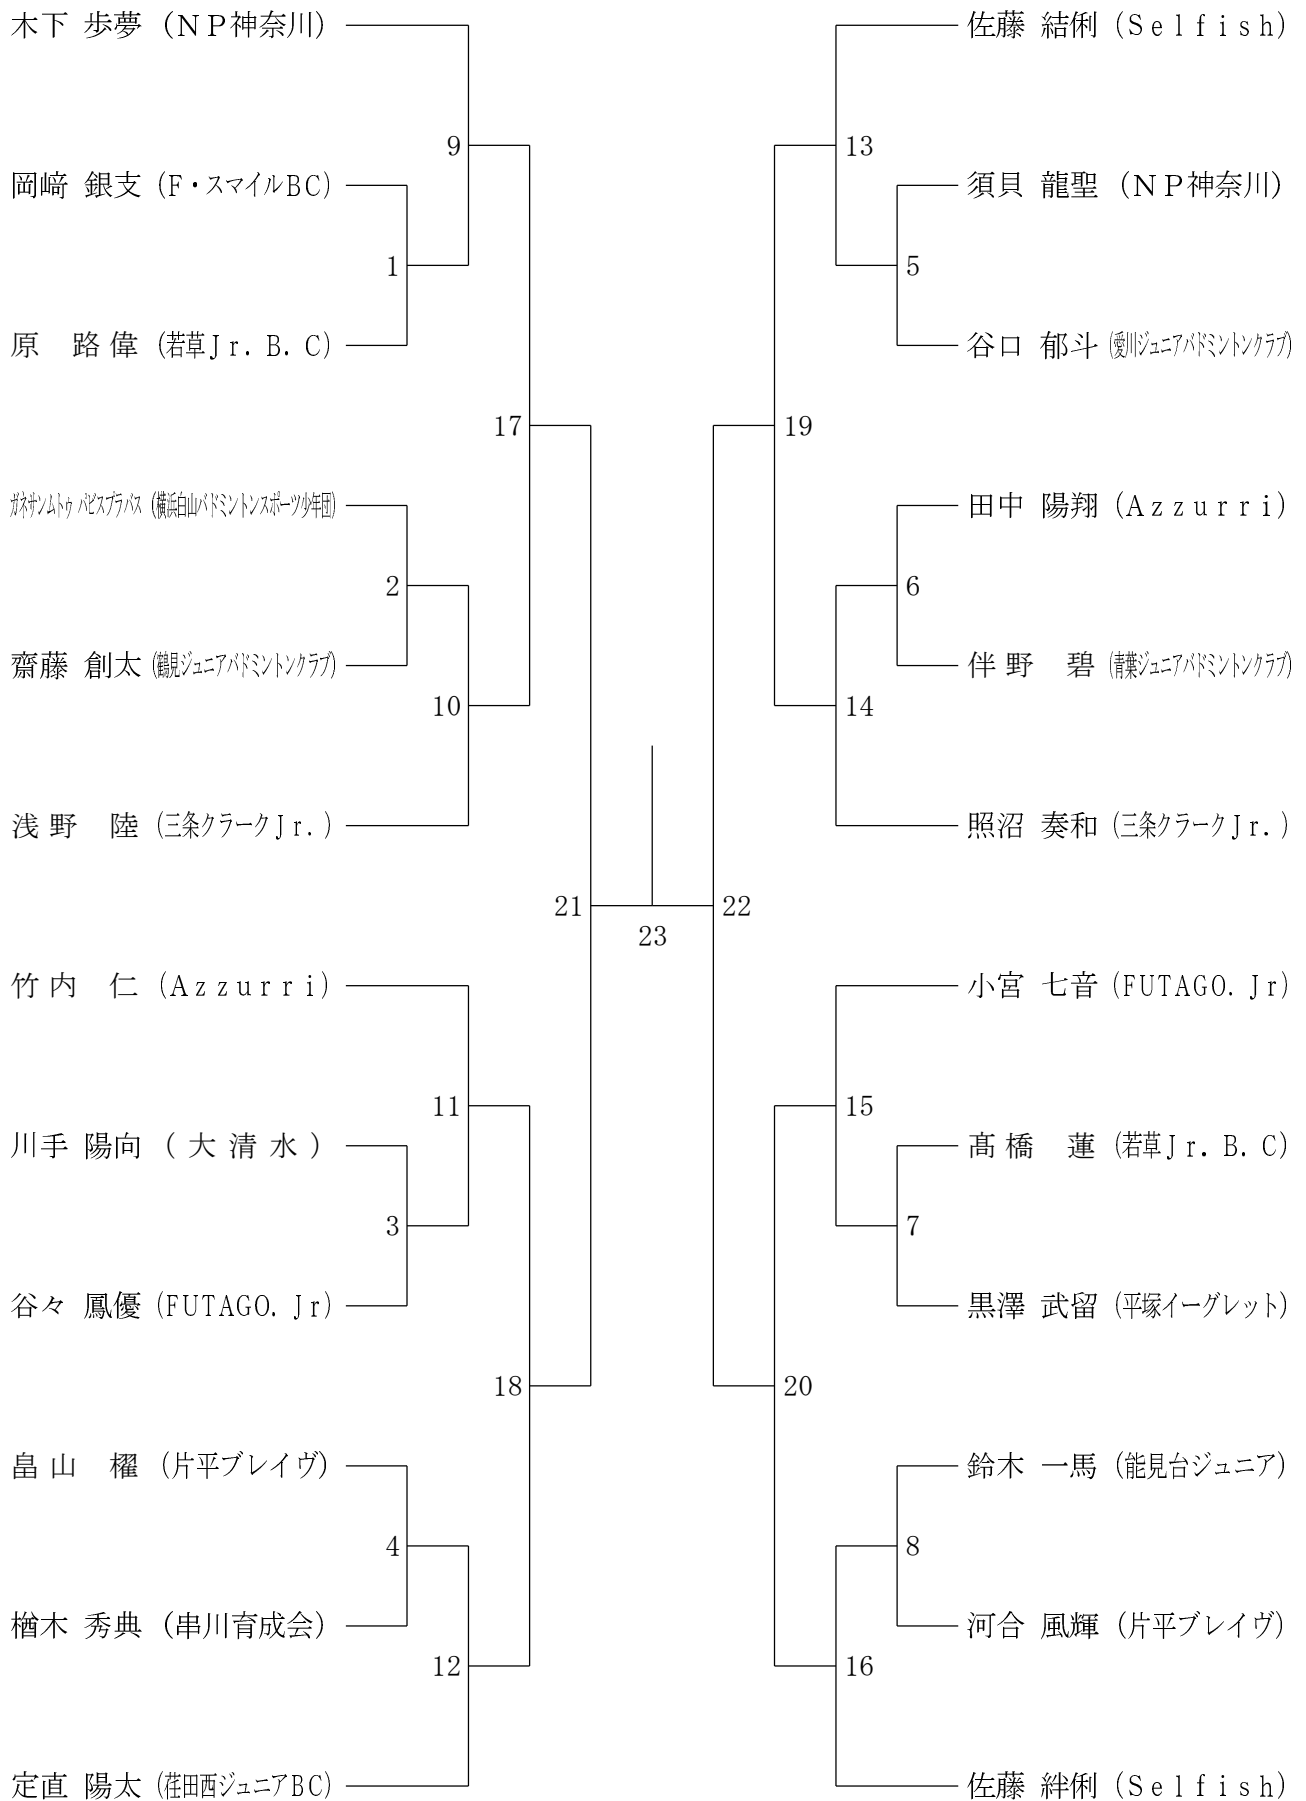 木下 歩夢 (ＮＰ神奈川)
9
岡﨑 銀支 (F・スマイルBC)
1
原 路偉 (若草Jr.B.C)
17
ガネサンムトゥ バビスプラバス (横浜白山バドミントンスポーツ少年団)
2
齋藤 創太 (鶴見ジュニアバドミントンクラブ)
10
浅野 陸 (三条クラークJr.)
21
竹内 仁 (Azzurri)
11
川手 陽向 (大清水)
3
谷々 鳳優 (FUTAGO.Jr)
18
畠山 櫂 (片平ブレイヴ)
4
楢木 秀典 (串川育成会)
12
定直 陽太 (荏田西ジュニアBC)
23
佐藤 結俐 (Selfish)
13
須貝 龍聖 (ＮＰ神奈川)
5
谷口 郁斗 (愛川ジュニアバドミントンクラブ)
19
田中 陽翔 (Azzurri)
6
伴野 碧 (青葉ジュニアバドミントンクラブ)
14
照沼 奏和 (三条クラークJr.)
22
小宮 七音 (FUTAGO.Jr)
15
髙橋 蓮 (若草Jr.B.C)
7
黒澤 武留 (平塚イーグレット)
20
鈴木 一馬 (能見台ジュニア)
8
河合 風輝 (片平ブレイヴ)
16
佐藤 絆俐 (Selfish)